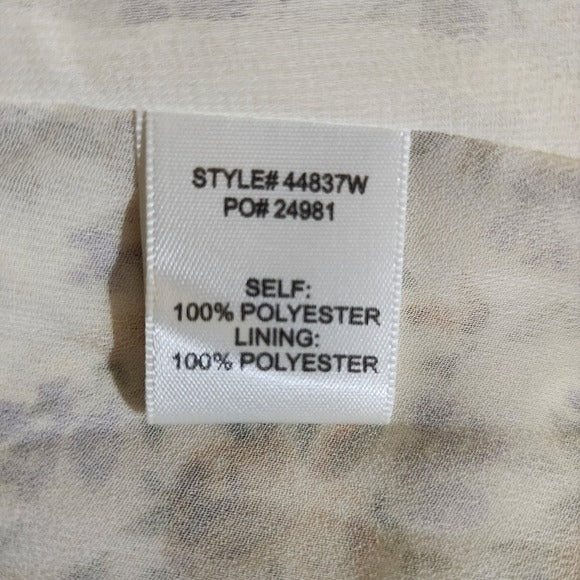 STYLE# 44837W
PO# 24981
SELF:
100% POLYESTER
LINING:
100% POLYESTER